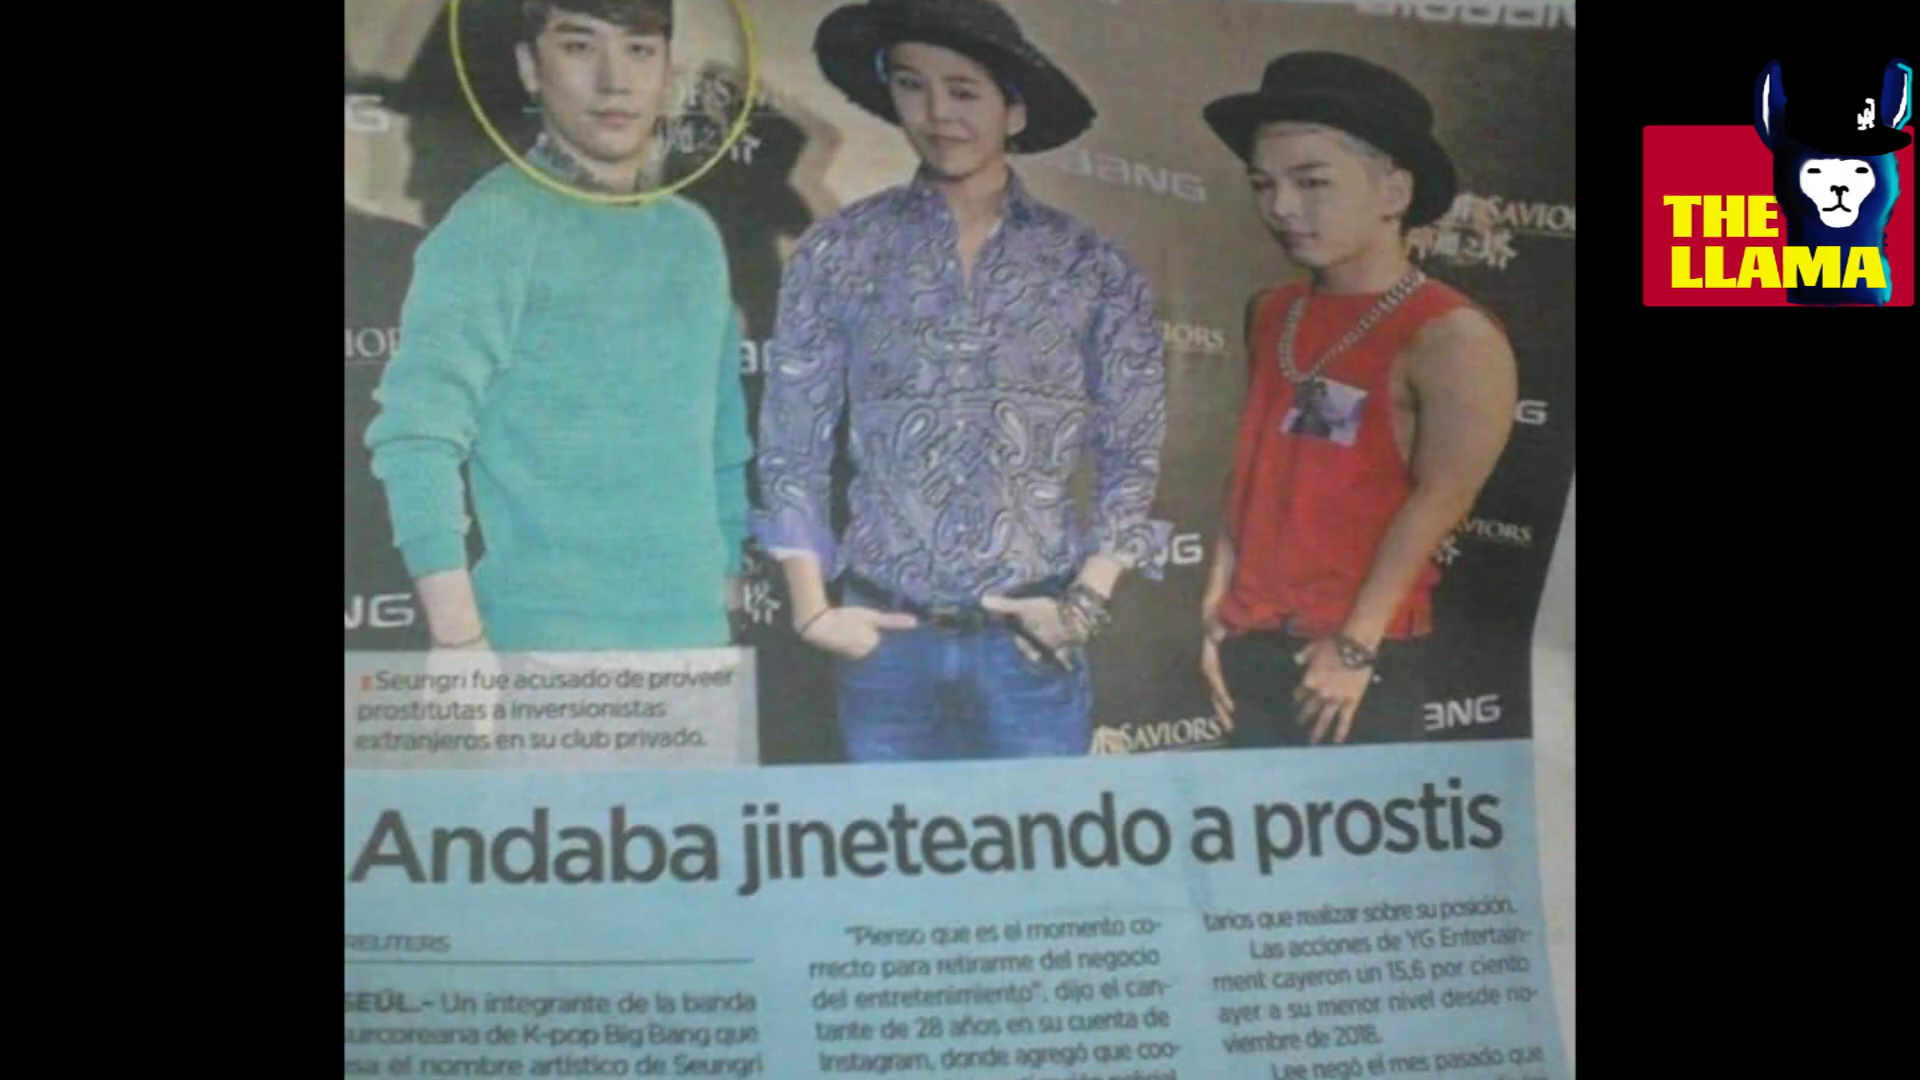 BANG
SAVIORS
BANG
THE
LLAMA
SAVIORS
Seungri fue acusado de proveer
prostitutas a inversionistas
extranjeros en su club privado.
SAVIORS
Andaba jineteando a prostis
REUTERS
SEÚL.- Un integrante de la banda
surcoreana de K-pop Big Bang que
usa el nombre artístico de Seungri
"Pienso que es el momento co-
rrecto para retirarme del negocio
del entretenimiento", dijo el can-
tante de 28 años en su cuenta de
Instagram, donde agregó que coo-
tarios que realizar sobre su posición.
Las acciones de YG Entertain-
ment cayeron un 15,6 por ciento
ayer a su menor nivel desde no-
viembre de 2018.
Lee negó el mes pasado que